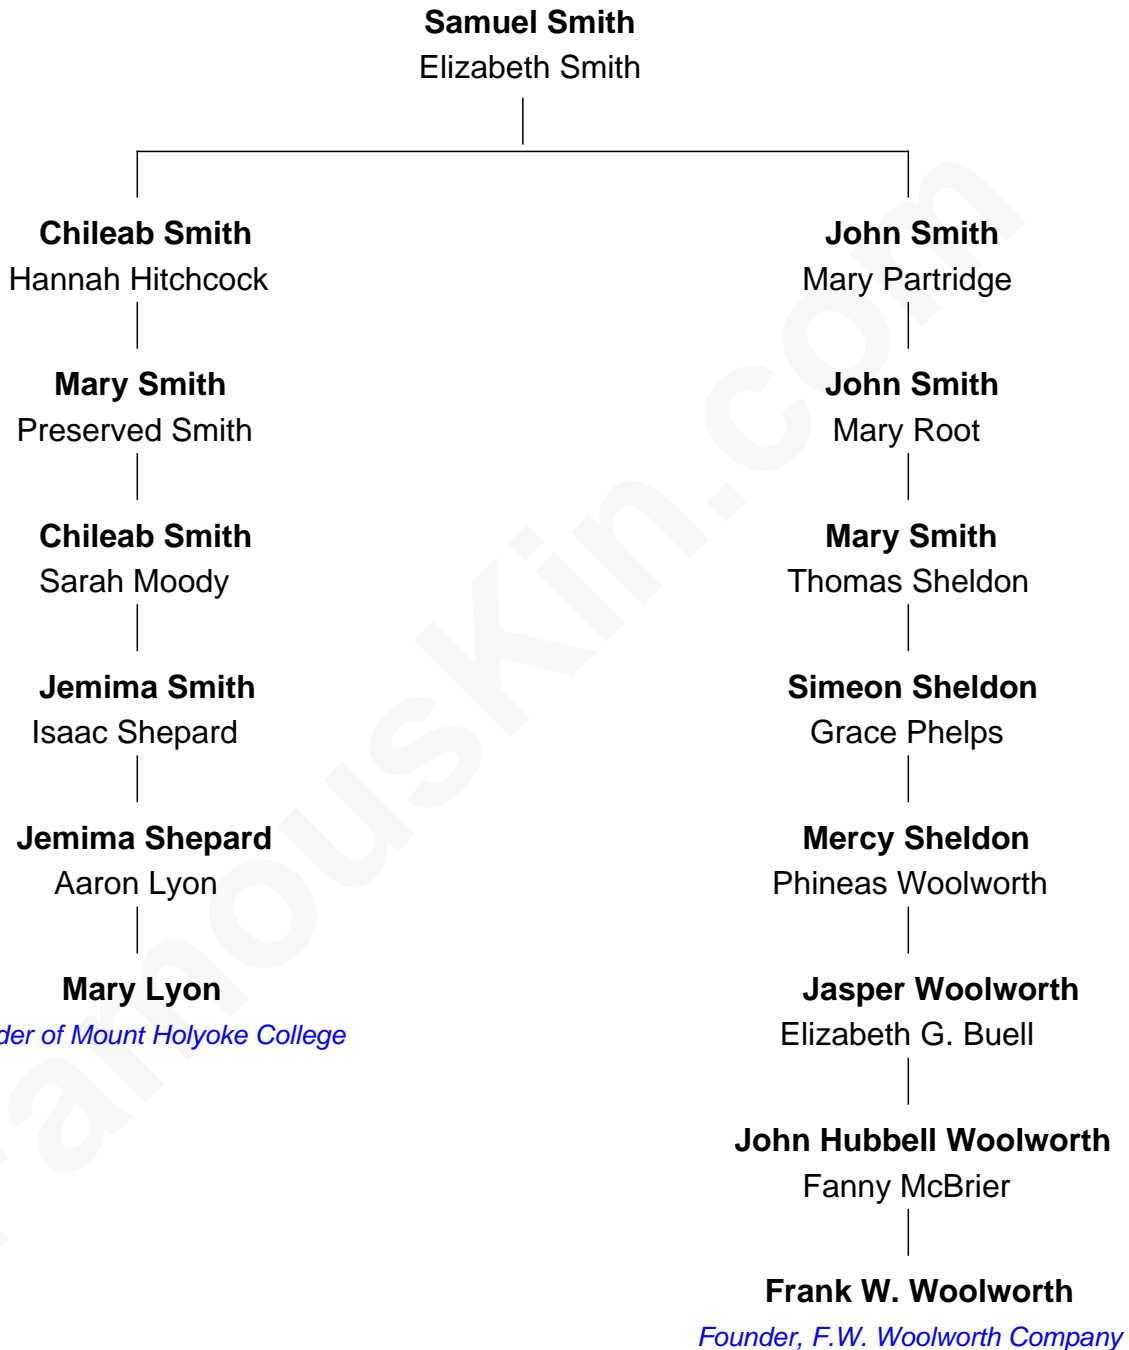 Samuel Smith
Elizabeth Smith
Chileab Smith
Hannah Hitchcock
Mary Smith
Preserved Smith
Chileab Smith
Sarah Moody
Jemima Smith
Isaac Shepard
Jemima Shepard
Aaron Lyon
Mary Lyon
der of Mount Holyoke College
John Smith
Mary Partridge
John Smith
Mary Root
Mary Smith
Thomas Sheldon
Simeon Sheldon
Grace Phelps
Mercy Sheldon
Phineas Woolworth
Jasper Woolworth
Elizabeth G. Buell
John Hubbell Woolworth
Fanny McBrier
Frank W. Woolworth
Founder, F.W. Woolworth Company
FamousKin.com